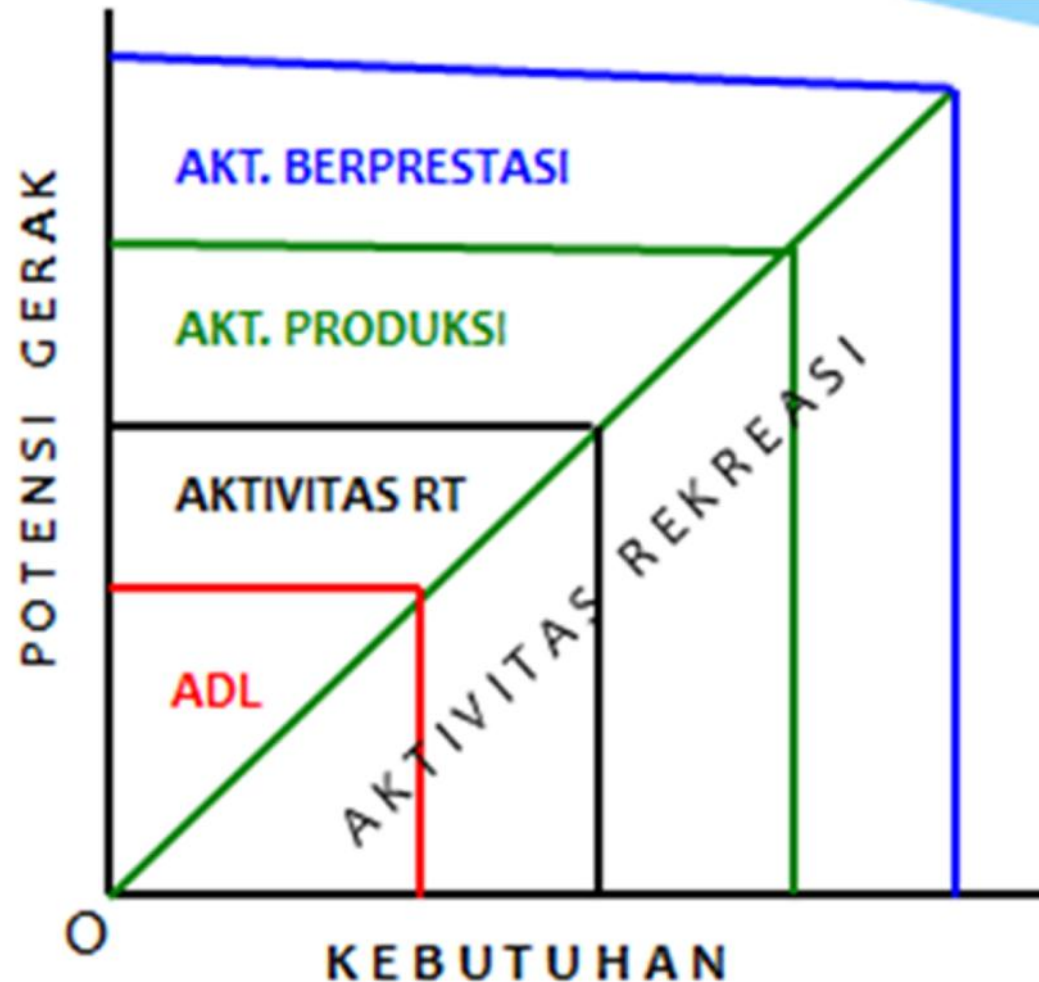 POTENSI GERAK
AKT. BERPRESTASI
AKT. PRODUKSI
AKTIVITAS RT
ADL
AKTIVITAS REKREASI
O
KEBUTUHAN